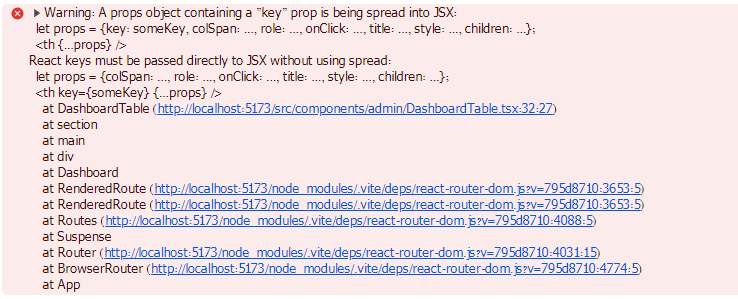 Warning: A props object containing a "key" prop is being spread into JSX:
let props = {key: someKey, colSpan: ..., role: ..., onClick: ..., title: ..., style: ..., children: ...};
<th {...props} />
React keys must be passed directly to JSX without using spread:
let props = {colSpan: ..., role: ..., onClick: ..., title: ..., style: ..., children: ...};
<th key={someKey} {...props} />
at DashboardTable (http://localhost:5173/src/components/admin/DashboardTable.tsx:32:27)
at section
at main
at div
at Dashboard
at RenderedRoute (http://localhost:5173/node_modules/.vite/deps/react-router-dom.js?v=795d8710:3653:5)
at RenderedRoute (http://localhost:5173/node_modules/.vite/deps/react-router-dom.js?v=795d8710:3653:5)
at Routes (http://localhost:5173/node_modules/.vite/deps/react-router-dom.js?v=795d8710:4088:5)
at Suspense
at Router (http://localhost:5173/node_modules/.vite/deps/react-router-dom.js?v=795d8710:4031:15)
at BrowserRouter (http://localhost:5173/node_modules/.vite/deps/react-router-dom.js?v=795d8710:4774:5)
at App